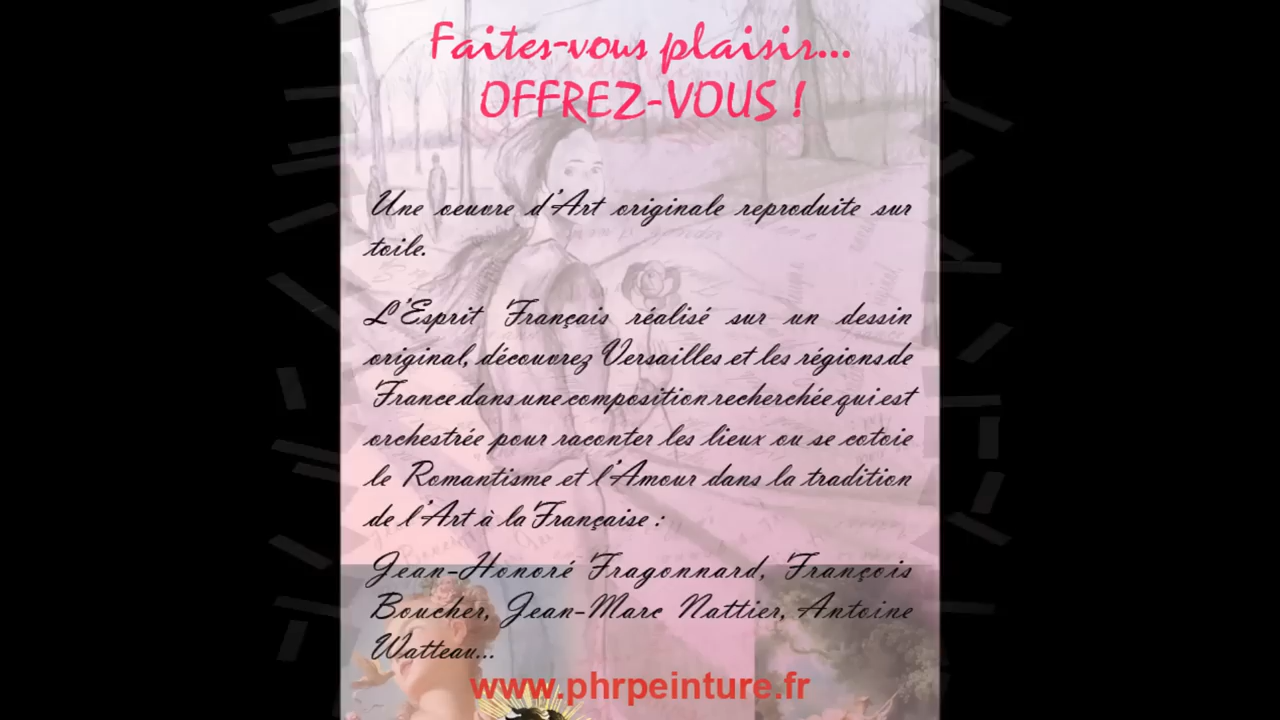 Faites-vous plaisir...
OFFREZ-VOUS !
Une oeuvre d'Art originale reproduite sur
toile.
L'Esprit Français réalisé sur un dessin
original, découvrez Versailles et les régions de
France dans une composition recherchée qui est
orchestrée pour raconter les lieux ou se cotoie
le Romantisme et l'Amour dans la tradition
de l'Art à la Française :
Jean-Honoré Fragonnard, François
Boucher, Jean-Marc Nattier, Antoine
Watteau...
www.phrpeinture.fr